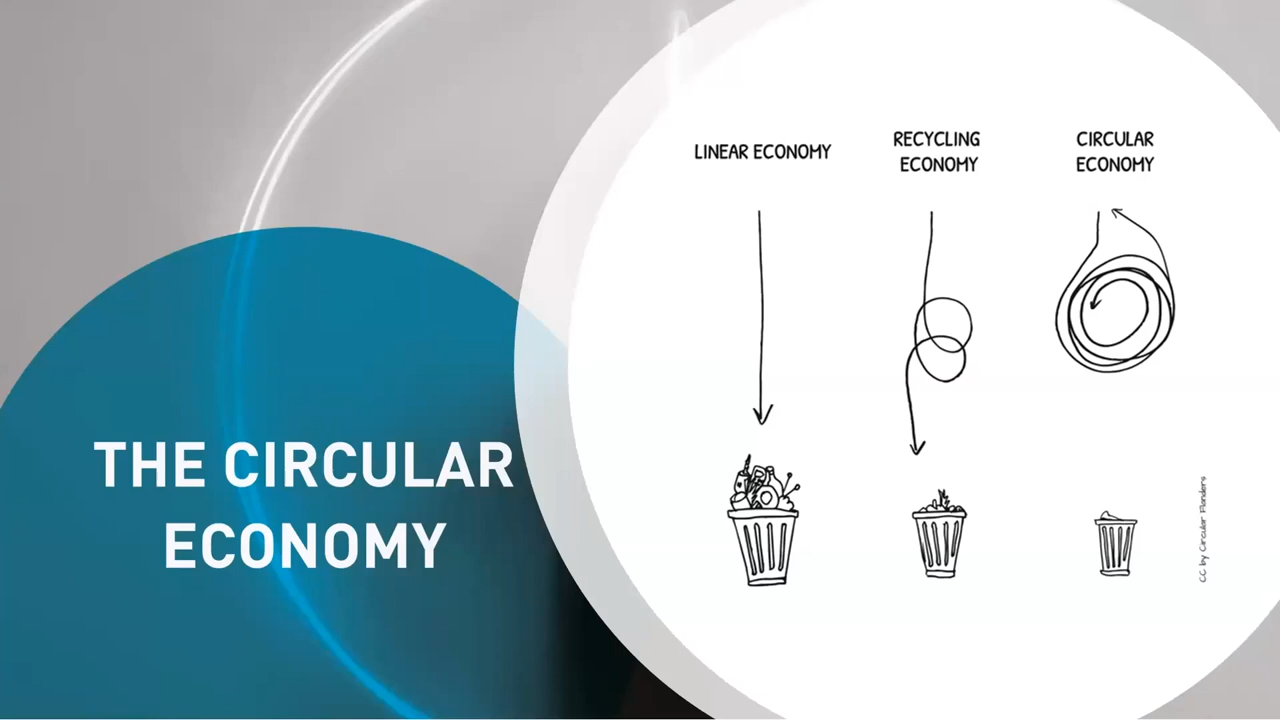 THE CIRCULAR
ECONOMY
LINEAR ECONOMY
RECYCLING
ECONOMY
CIRCULAR
ECONOMY
CC by Circular Flanders